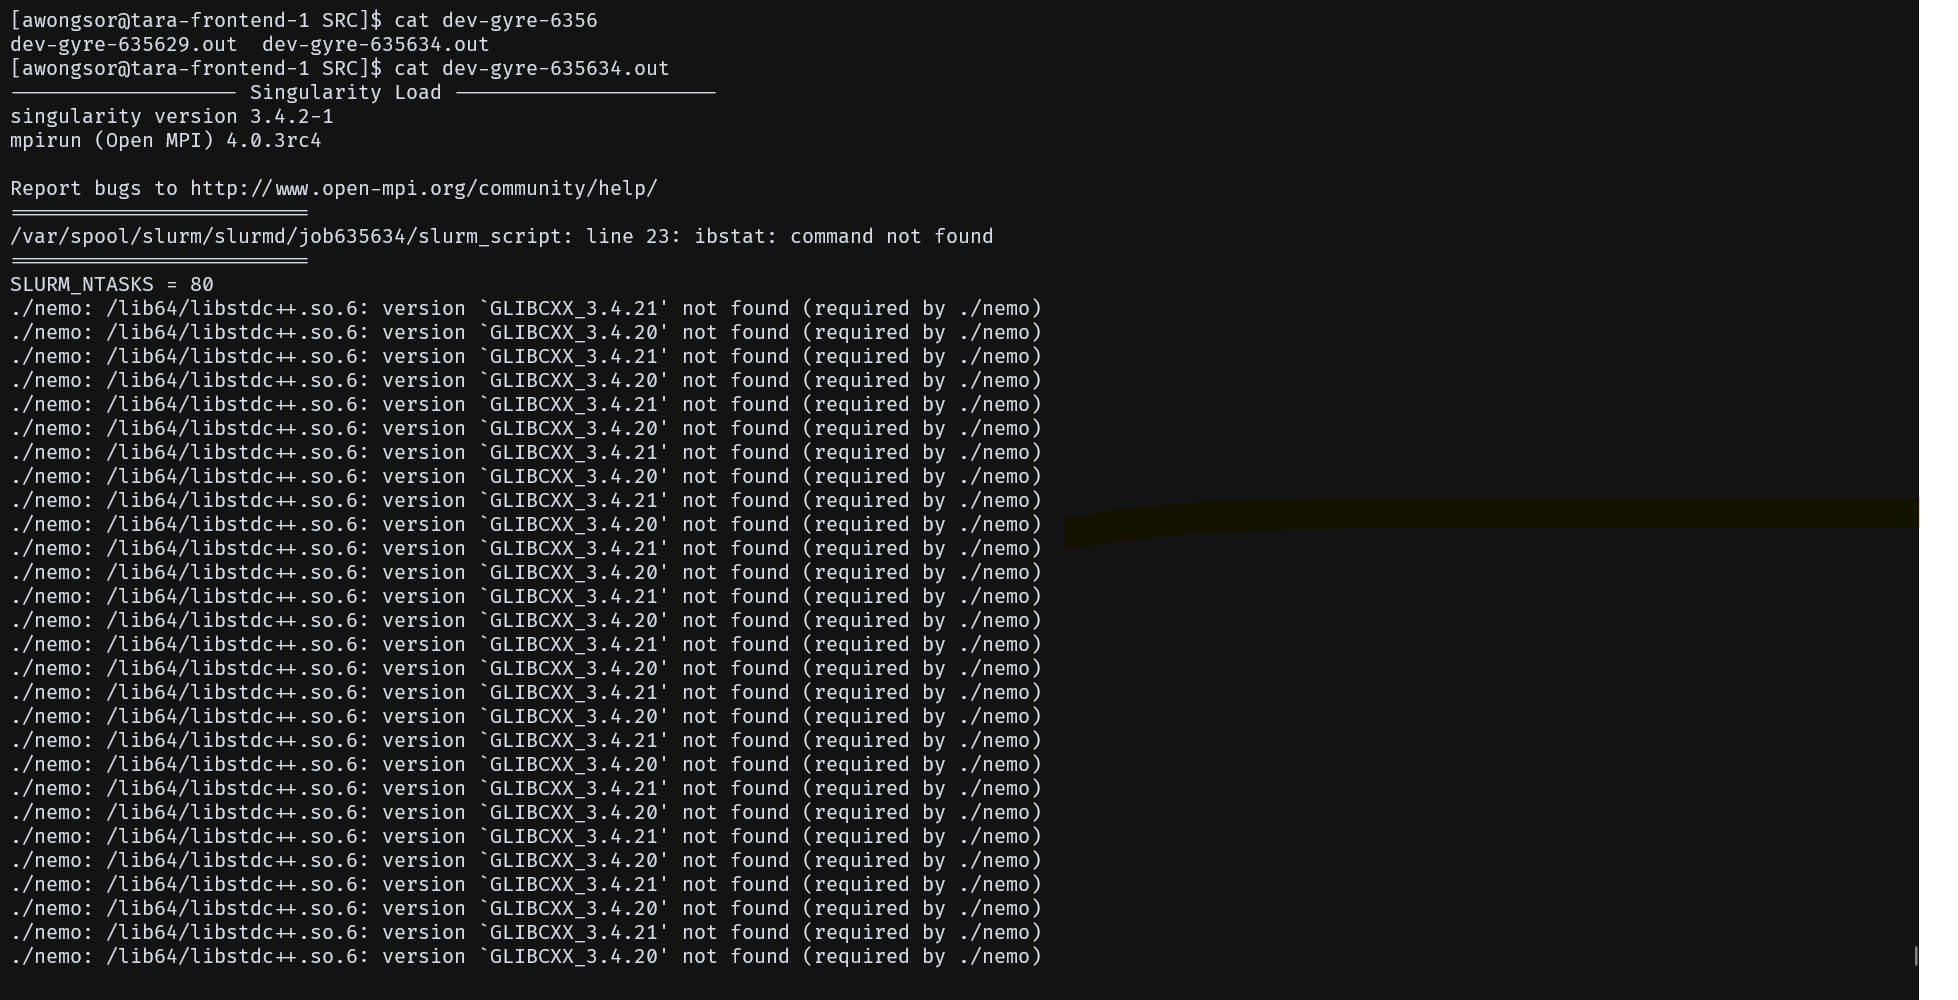 [awongsor@tara-frontend-1 SRC]$ cat dev-gyre-6356
dev-gyre-635629.out  dev-gyre-635634.out
[awongsor@tara-frontend-1 SRC]$ cat dev-gyre-635634.out
------------------- Singularity Load ----------------------
singularity version 3.4.2-1
mpirun (Open MPI) 4.0.3rc4

Report bugs to http://www.open-mpi.org/community/help/
=========================
/var/spool/slurm/slurmd/job635634/slurm_script: line 23: ibstat: command not found
=========================
SLURM_NTASKS = 80
./nemo: /lib64/libstdc++.so.6: version `GLIBCXX_3.4.21' not found (required by ./nemo)
./nemo: /lib64/libstdc++.so.6: version `GLIBCXX_3.4.20' not found (required by ./nemo)
./nemo: /lib64/libstdc++.so.6: version `GLIBCXX_3.4.21' not found (required by ./nemo)
./nemo: /lib64/libstdc++.so.6: version `GLIBCXX_3.4.20' not found (required by ./nemo)
./nemo: /lib64/libstdc++.so.6: version `GLIBCXX_3.4.21' not found (required by ./nemo)
./nemo: /lib64/libstdc++.so.6: version `GLIBCXX_3.4.20' not found (required by ./nemo)
./nemo: /lib64/libstdc++.so.6: version `GLIBCXX_3.4.21' not found (required by ./nemo)
./nemo: /lib64/libstdc++.so.6: version `GLIBCXX_3.4.20' not found (required by ./nemo)
./nemo: /lib64/libstdc++.so.6: version `GLIBCXX_3.4.21' not found (required by ./nemo)
./nemo: /lib64/libstdc++.so.6: version `GLIBCXX_3.4.20' not found (required by ./nemo)
./nemo: /lib64/libstdc++.so.6: version `GLIBCXX_3.4.21' not found (required by ./nemo)
./nemo: /lib64/libstdc++.so.6: version `GLIBCXX_3.4.20' not found (required by ./nemo)
./nemo: /lib64/libstdc++.so.6: version `GLIBCXX_3.4.21' not found (required by ./nemo)
./nemo: /lib64/libstdc++.so.6: version `GLIBCXX_3.4.20' not found (required by ./nemo)
./nemo: /lib64/libstdc++.so.6: version `GLIBCXX_3.4.21' not found (required by ./nemo)
./nemo: /lib64/libstdc++.so.6: version `GLIBCXX_3.4.20' not found (required by ./nemo)
./nemo: /lib64/libstdc++.so.6: version `GLIBCXX_3.4.21' not found (required by ./nemo)
./nemo: /lib64/libstdc++.so.6: version `GLIBCXX_3.4.20' not found (required by ./nemo)
./nemo: /lib64/libstdc++.so.6: version `GLIBCXX_3.4.21' not found (required by ./nemo)
./nemo: /lib64/libstdc++.so.6: version `GLIBCXX_3.4.20' not found (required by ./nemo)
./nemo: /lib64/libstdc++.so.6: version `GLIBCXX_3.4.21' not found (required by ./nemo)
./nemo: /lib64/libstdc++.so.6: version `GLIBCXX_3.4.20' not found (required by ./nemo)
./nemo: /lib64/libstdc++.so.6: version `GLIBCXX_3.4.21' not found (required by ./nemo)
./nemo: /lib64/libstdc++.so.6: version `GLIBCXX_3.4.20' not found (required by ./nemo)
./nemo: /lib64/libstdc++.so.6: version `GLIBCXX_3.4.21' not found (required by ./nemo)
./nemo: /lib64/libstdc++.so.6: version `GLIBCXX_3.4.20' not found (required by ./nemo)
./nemo: /lib64/libstdc++.so.6: version `GLIBCXX_3.4.21' not found (required by ./nemo)
./nemo: /lib64/libstdc++.so.6: version `GLIBCXX_3.4.20' not found (required by ./nemo)